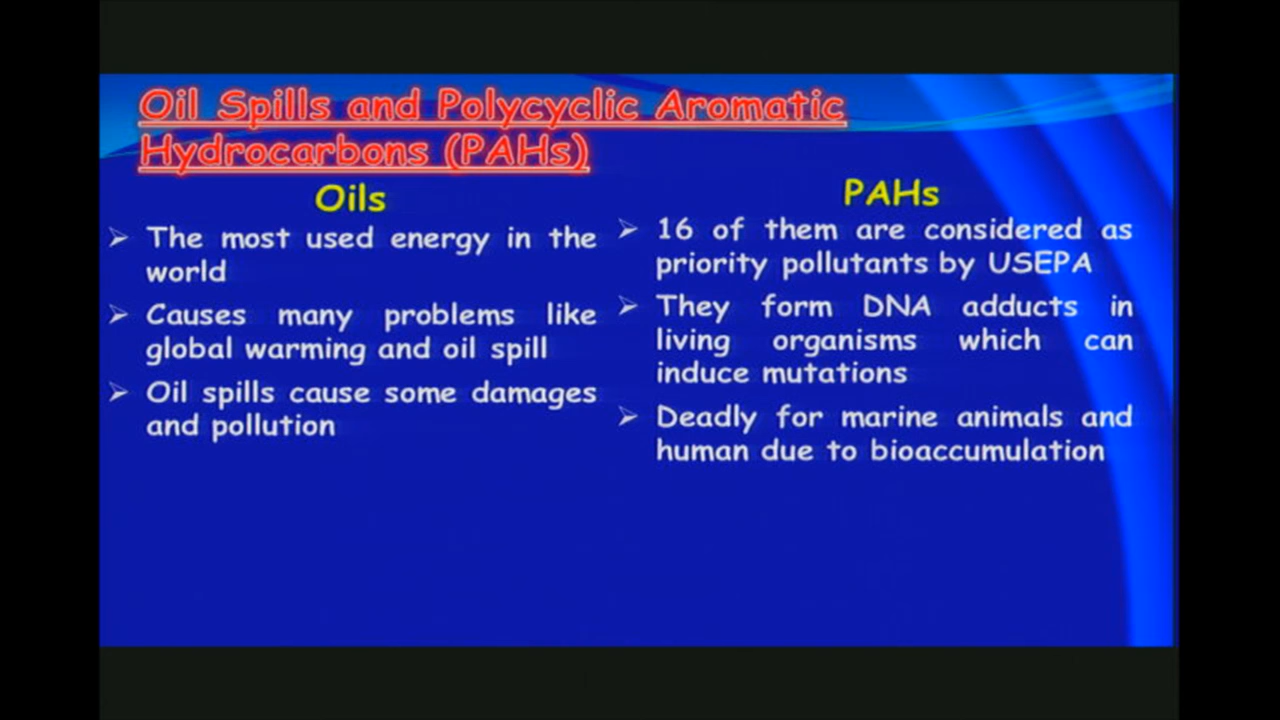 Oil Spills and Polycyclic Aromatic
Hydrocarbons (PAHs)
Oils
➢ The most used energy in the
world
➢ Causes many problems like
global warming and oil spill
➢ Oil spills cause some damages
and pollution
PAHs
➢ 16 of them are considered as
priority pollutants by USEPA
➢ They form DNA adducts in
living organisms which can
induce mutations
➢ Deadly for marine animals and
human due to bioaccumulation